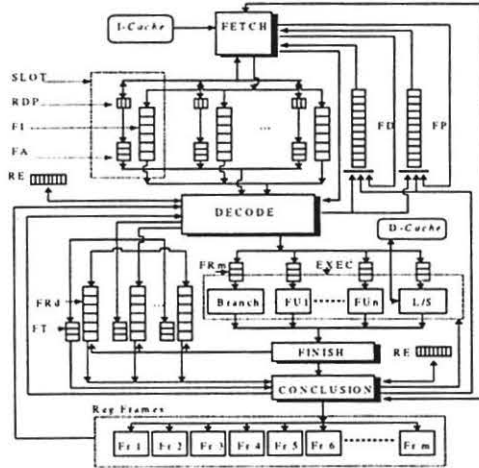 I-Cache
FETCH
SLOT
RDP
FI
FA
RE
FD
FP
...
DECODE
D-Cache
FRm
EXEC
Branch
FU1
FUn
L/S
FRd
FT
...
FINISH
RE
CONCLUSION
Reg Frames
Fr 1
Fr 2
Fr 3
Fr 4
Fr 5
Fr 6
Fr m